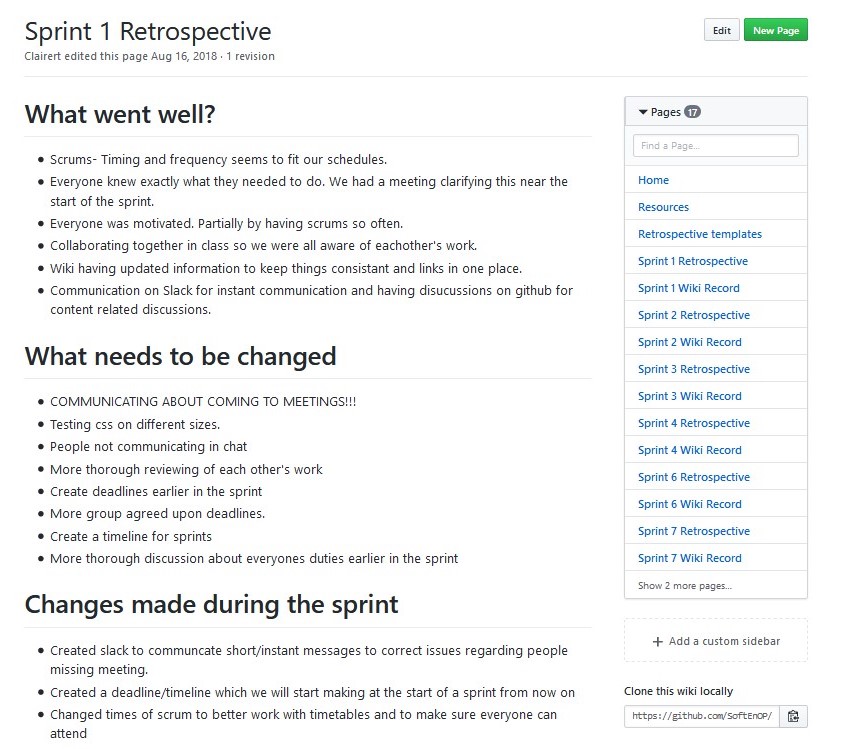 Sprint 1 Retrospective
Clairert edited this page Aug 16, 2018 · 1 revision
Edit
New Page
What went well?
Scrums- Timing and frequency seems to fit our schedules.
Everyone knew exactly what they needed to do. We had a meeting clarifying this near the
start of the sprint.
Everyone was motivated. Partially by having scrums so often.
Collaborating together in class so we were all aware of eachother's work.
Wiki having updated information to keep things consistant and links in one place.
Communication on Slack for instant communication and having disucussions on github for
content related discussions.
What needs to be changed
COMMUNICATING ABOUT COMING TO MEETINGS!!!
Testing css on different sizes.
People not communicating in chat
More thorough reviewing of each other's work
Create deadlines earlier in the sprint
More group agreed upon deadlines.
Create a timeline for sprints
More thorough discussion about everyones duties earlier in the sprint
Changes made during the sprint
Created slack to communcate short/instant messages to correct issues regarding people
missing meeting.
Created a deadline/timeline which we will start making at the start of a sprint from now on
Changed times of scrum to better work with timetables and to make sure everyone can
attend
Pages 17
Find a Page...
Home
Resources
Retrospective templates
Sprint 1 Retrospective
Sprint 1 Wiki Record
Sprint 2 Retrospective
Sprint 2 Wiki Record
Sprint 3 Retrospective
Sprint 3 Wiki Record
Sprint 4 Retrospective
Sprint 4 Wiki Record
Sprint 6 Retrospective
Sprint 6 Wiki Record
Sprint 7 Retrospective
Sprint 7 Wiki Record
Show 2 more pages...
+ Add a custom sidebar
Clone this wiki locally
https://github.com/SoftEnOP/